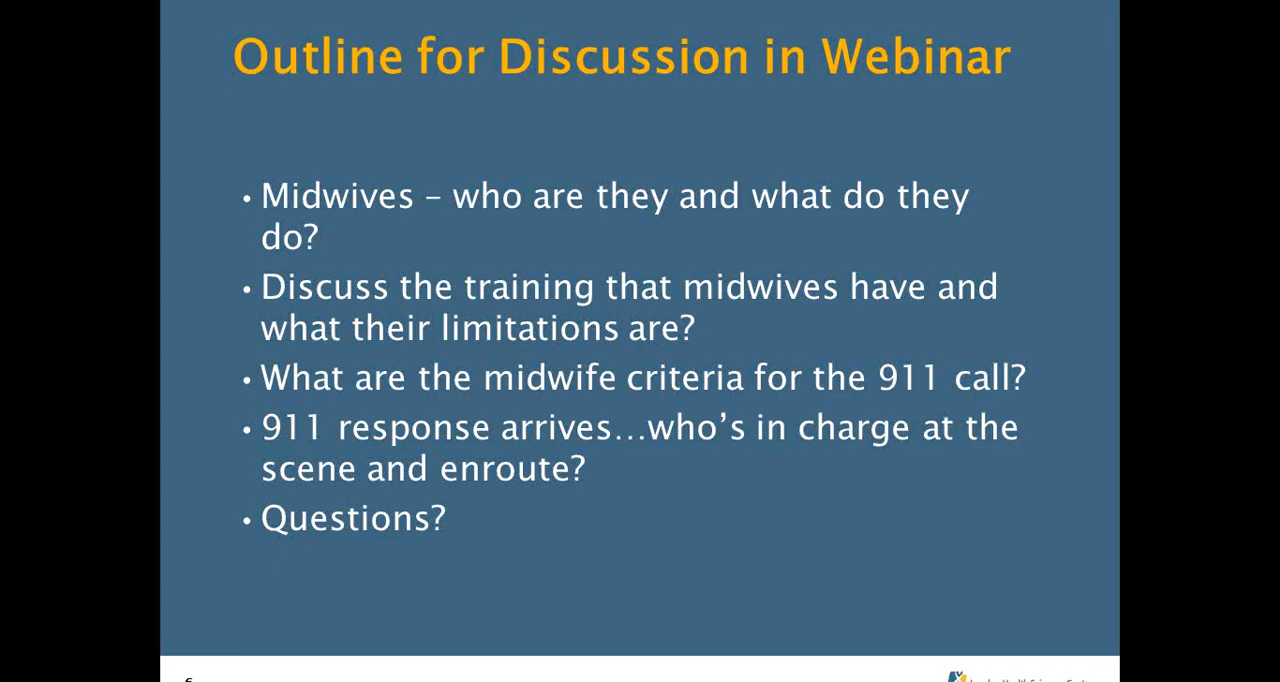 Outline for Discussion in Webinar
• Midwives – who are they and what do they
do?
• Discuss the training that midwives have and
what their limitations are?
• What are the midwife criteria for the 911 call?
• 911 response arrives...who's in charge at the
scene and enroute?
• Questions?